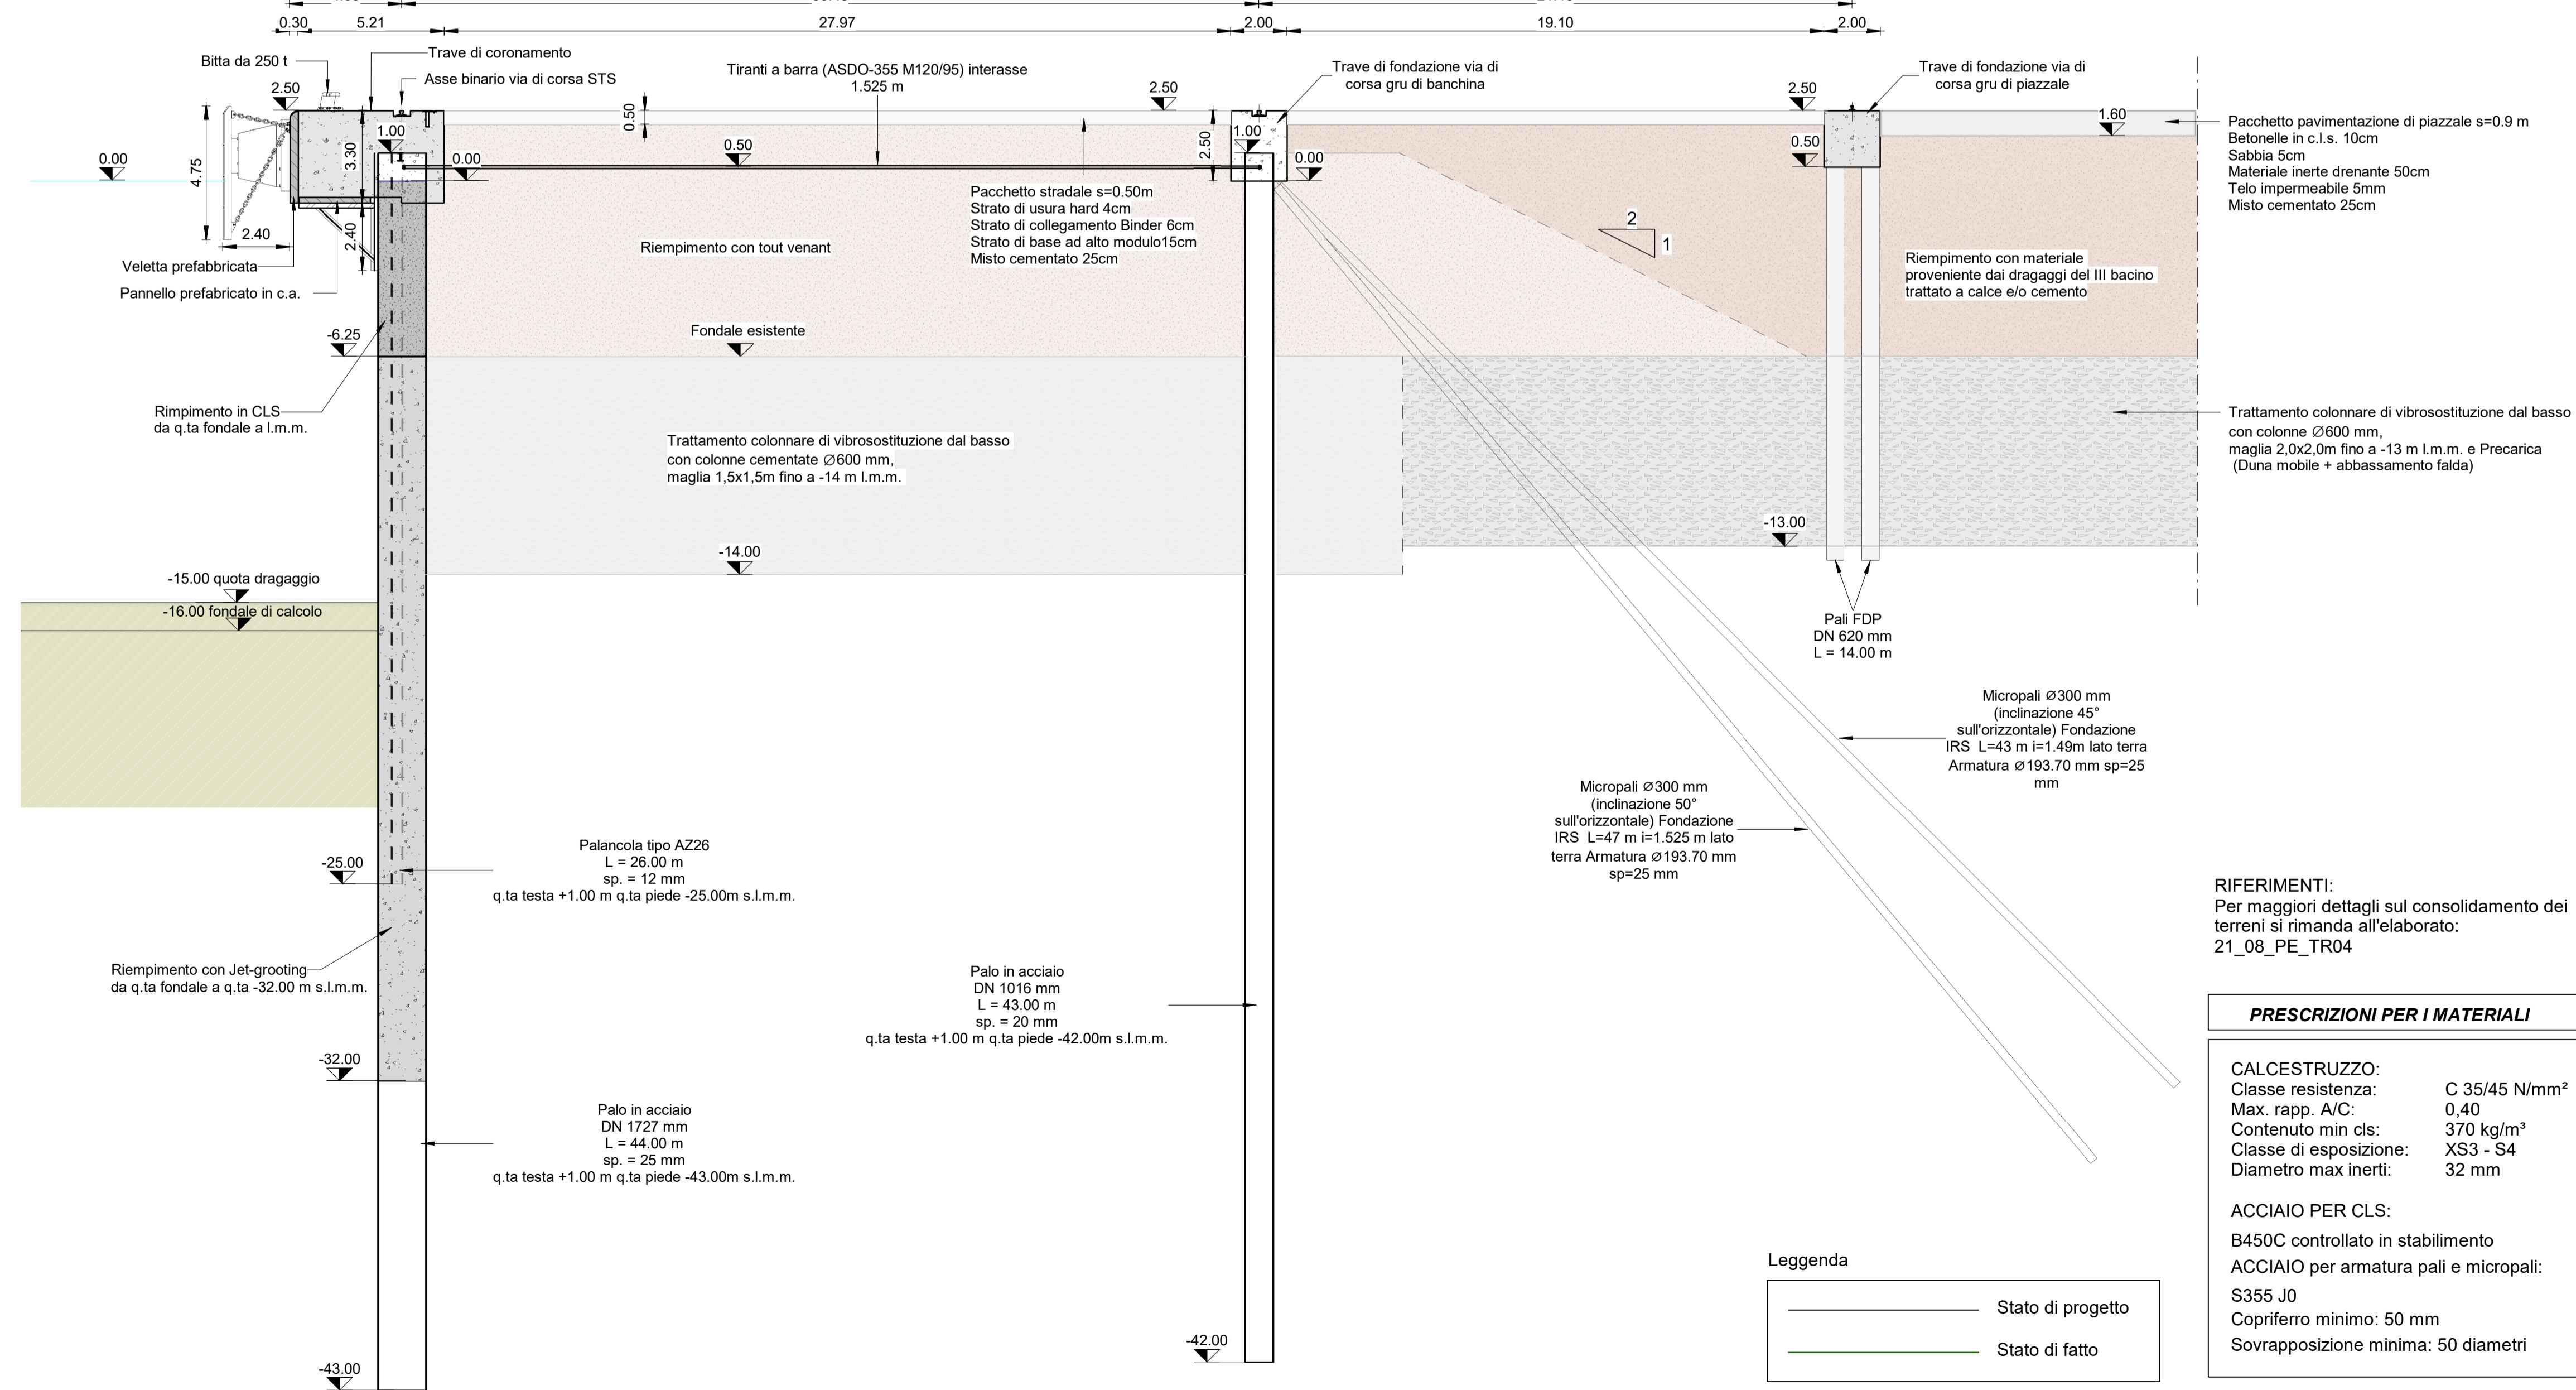 0.30
5.21
27.97
2.00
19.10
2.00
Bitta da 250 t
Trave di coronamento
Asse binario via di corsa STS
Tiranti a barra (ASDO-355 M120/95) interasse
1.525 m
Trave di fondazione via di
corsa gru di banchina
Trave di fondazione via di
corsa gru di piazzale
2.50
2.50
2.50
0.50
1.60
Pacchetto pavimentazione di piazzale s=0.9 m
Betonelle in c.l.s. 10cm
Sabbia 5cm
Materiale inerte drenante 50cm
Telo impermeabile 5mm
Misto cementato 25cm
0.00
4.75
3.30
1.00
0.00
0.50
2.50
1.00
0.00
0.50
Pacchetto stradale s=0.50m
Strato di usura hard 4cm
Strato di collegamento Binder 6cm
Strato di base ad alto modulo15cm
Misto cementato 25cm
2
1
2.40
2.40
Riempimento con tout venant
Riempimento con materiale
proveniente dai dragaggi del III bacino
trattato a calce e/o cemento
Veletta prefabbricata
Pannello prefabricato in c.a.
-6.25
Fondale esistente
Rimpimento in CLS
da q.ta fondale a l.m.m.
Trattamento colonnare di vibrosostituzione dal basso
con colonne cementate ∅600 mm,
maglia 1,5x1,5m fino a -14 m l.m.m.
Trattamento colonnare di vibrosostituzione dal basso
con colonne ∅600 mm,
maglia 2,0x2,0m fino a -13 m l.m.m. e Precarica
(Duna mobile + abbassamento falda)
-13.00
-14.00
-15.00 quota dragaggio
-16.00 fondale di calcolo
Pali FDP
DN 620 mm
L = 14.00 m
Micropali ∅300 mm
(inclinazione 45°
sull'orizzontale) Fondazione
IRS L=43 m i=1.49m lato terra
Armatura ∅193.70 mm sp=25
mm
Micropali ∅300 mm
(inclinazione 50°
sull'orizzontale) Fondazione
IRS L=47 m i=1.525 m lato
terra Armatura ∅193.70 mm
sp=25 mm
Palancola tipo AZ26
L = 26.00 m
sp. = 12 mm
q.ta testa +1.00 m q.ta piede -25.00m s.l.m.m.
-25.00
RIFERIMENTI:
Per maggiori dettagli sul consolidamento dei
terreni si rimanda all'elaborato:
21_08_PE_TR04
Riempimento con Jet-grooting
da q.ta fondale a q.ta -32.00 m s.l.m.m.
Palo in acciaio
DN 1016 mm
L = 43.00 m
sp. = 20 mm
q.ta testa +1.00 m q.ta piede -42.00m s.l.m.m.
-32.00
Palo in acciaio
DN 1727 mm
L = 44.00 m
sp. = 25 mm
q.ta testa +1.00 m q.ta piede -43.00m s.l.m.m.
-42.00
-43.00
PRESCRIZIONI PER I MATERIALI
CALCESTRUZZO:
Classe resistenza: C 35/45 N/mm²
Max. rapp. A/C: 0,40
Contenuto min cls: 370 kg/m³
Classe di esposizione: XS3 - S4
Diametro max inerti: 32 mm
ACCIAIO PER CLS:
B450C controllato in stabilimento
ACCIAIO per armatura pali e micropali:
S355 J0
Copriferro minimo: 50 mm
Sovrapposizione minima: 50 diametri
Leggenda
Stato di progetto
Stato di fatto